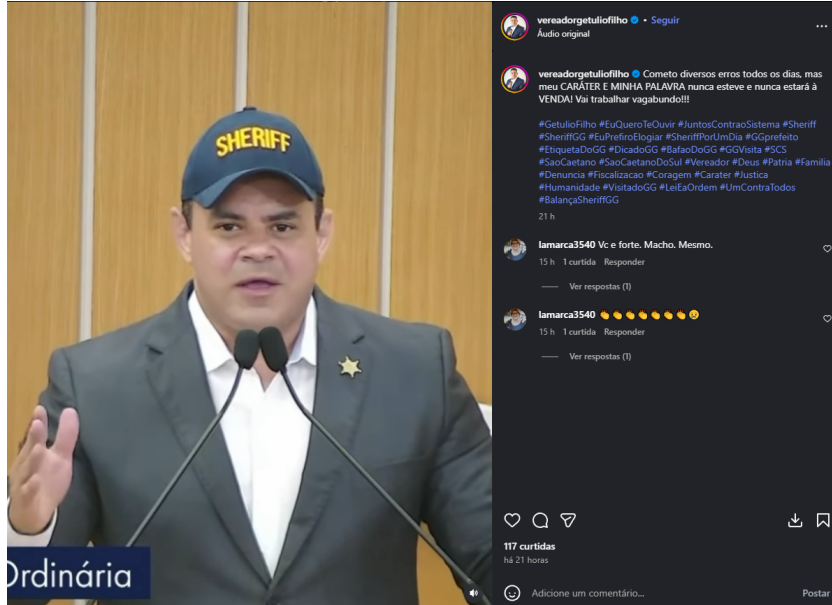 SHERIFF
Ordinária
vereadorgetuliofilho • Seguir
Áudio original
vereadorgetuliofilho Cometo diversos erros todos os dias, mas
meu CARÁTER E MINHA PALAVRA nunca esteve e nunca estará à
VENDA! Vai trabalhar vagabundo!!!
#GetulioFilho #EuQueroTeOuvir #JuntosContraoSistema #Sheriff
#SheriffGG #EuPrefiroElogiar #SheriffPorUmDia #GGprefeito
#EtiquetaDoGG #DicadoGG #BafaoDoGG #GGVisita #SCS
#SaoCaetano #SaoCaetanoDoSul #Vereador #Deus #Patria #Familia
#Denuncia #Fiscalizacao #Coragem #Carater #Justica
#Humanidade #VisitadoGG #LeiEaOrdem #UmContraTodos
#BalançaSheriffGG
21 h
lamarca3540 Vc e forte. Macho. Mesmo.
15 h 1 curtida Responder
Ver respostas (1)
lamarca3540 👏👏👏👏👏👏👏😢
15 h 1 curtida Responder
Ver respostas (1)
117 curtidas
há 21 horas
Adicione um comentário... Postar